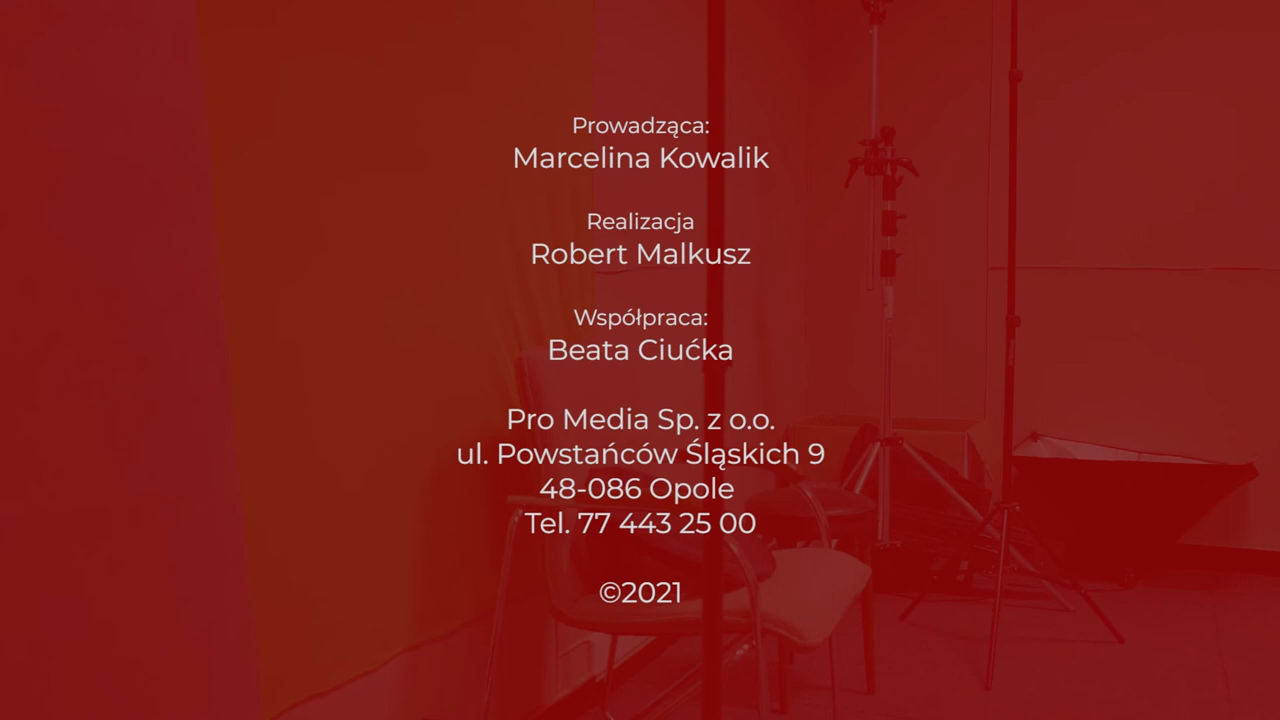 Prowadząca:
Marcelina Kowalik
Realizacja
Robert Malkusz
Współpraca:
Beata Ciućka
Pro Media Sp. z o.o.
ul. Powstańców Śląskich 9
48-086 Opole
Tel. 77 443 25 00
©2021